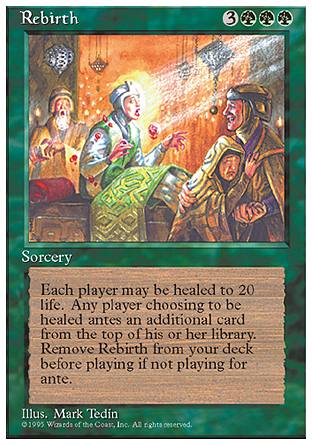 Rebirth 3
Sorcery
Each player may be healed to 20
life. Any player choosing to be
healed antes an additional card
from the top of his or her library.
Remove Rebirth from your deck
before playing if not playing for
ante.
Illus. Mark Tedin
©1995 Wizards of the Coast, Inc. All rights reserved.